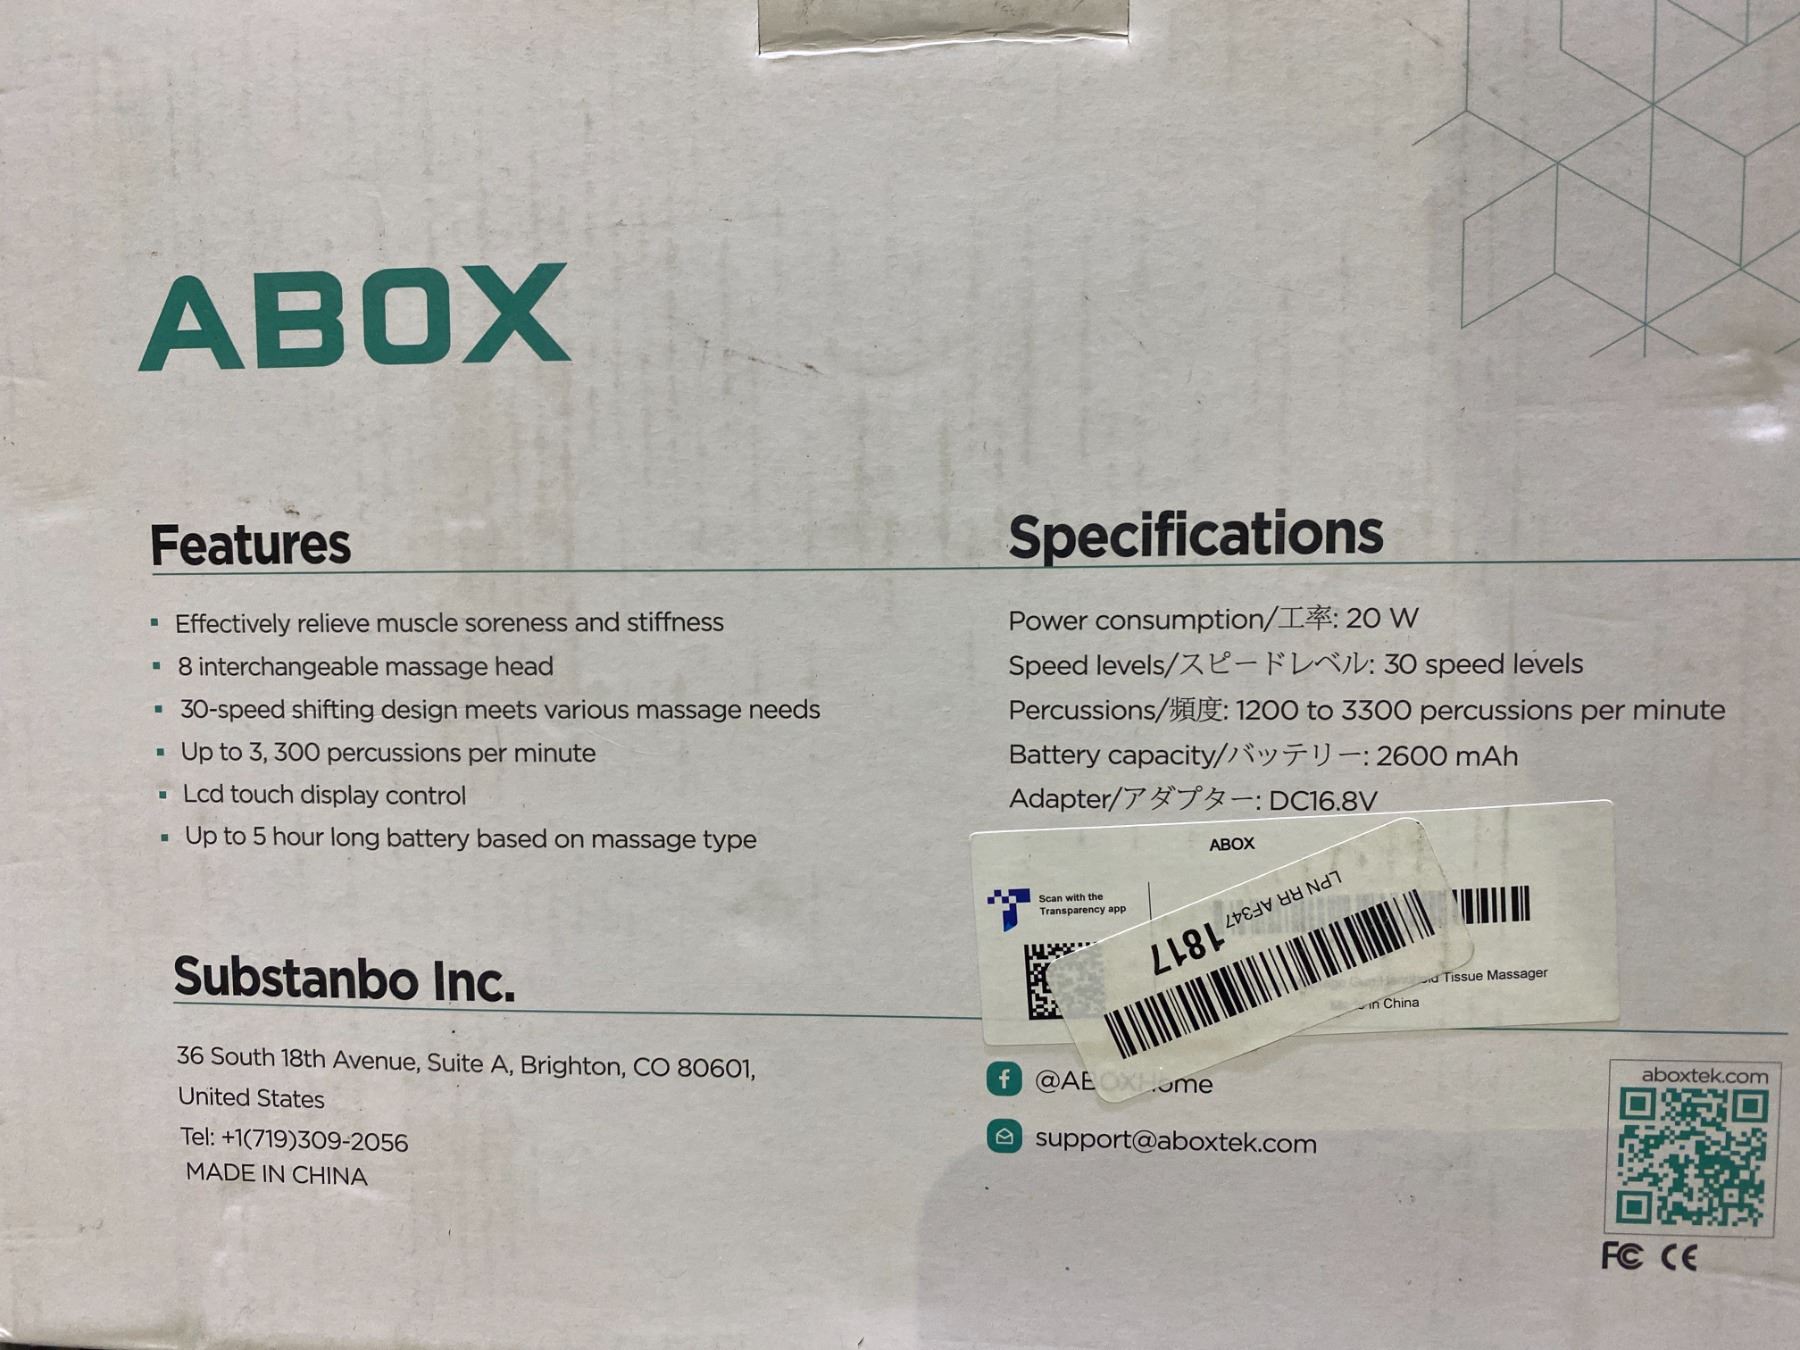 ABOX
Features
Effectively relieve muscle soreness and stiffness
8 interchangeable massage head
30-speed shifting design meets various massage needs
Up to 3, 300 percussions per minute
Lcd touch display control
Up to 5 hour long battery based on massage type
Specifications
Power consumption/工率: 20 W
Speed levels/スピードレベル: 30 speed levels
Percussions/頻度: 1200 to 3300 percussions per minute
Battery capacity/バッテリー: 2600 mAh
Adapter/アダプター: DC16.8V
ABOX
Scan with the
Transparency app
LPN RR AF347
1817
Tissue Massager
in China
Substanbo Inc.
36 South 18th Avenue, Suite A, Brighton, CO 80601,
United States
Tel: +1(719)309-2056
MADE IN CHINA
@ABOXHome
support@aboxtek.com
aboxtek.com
FC CE